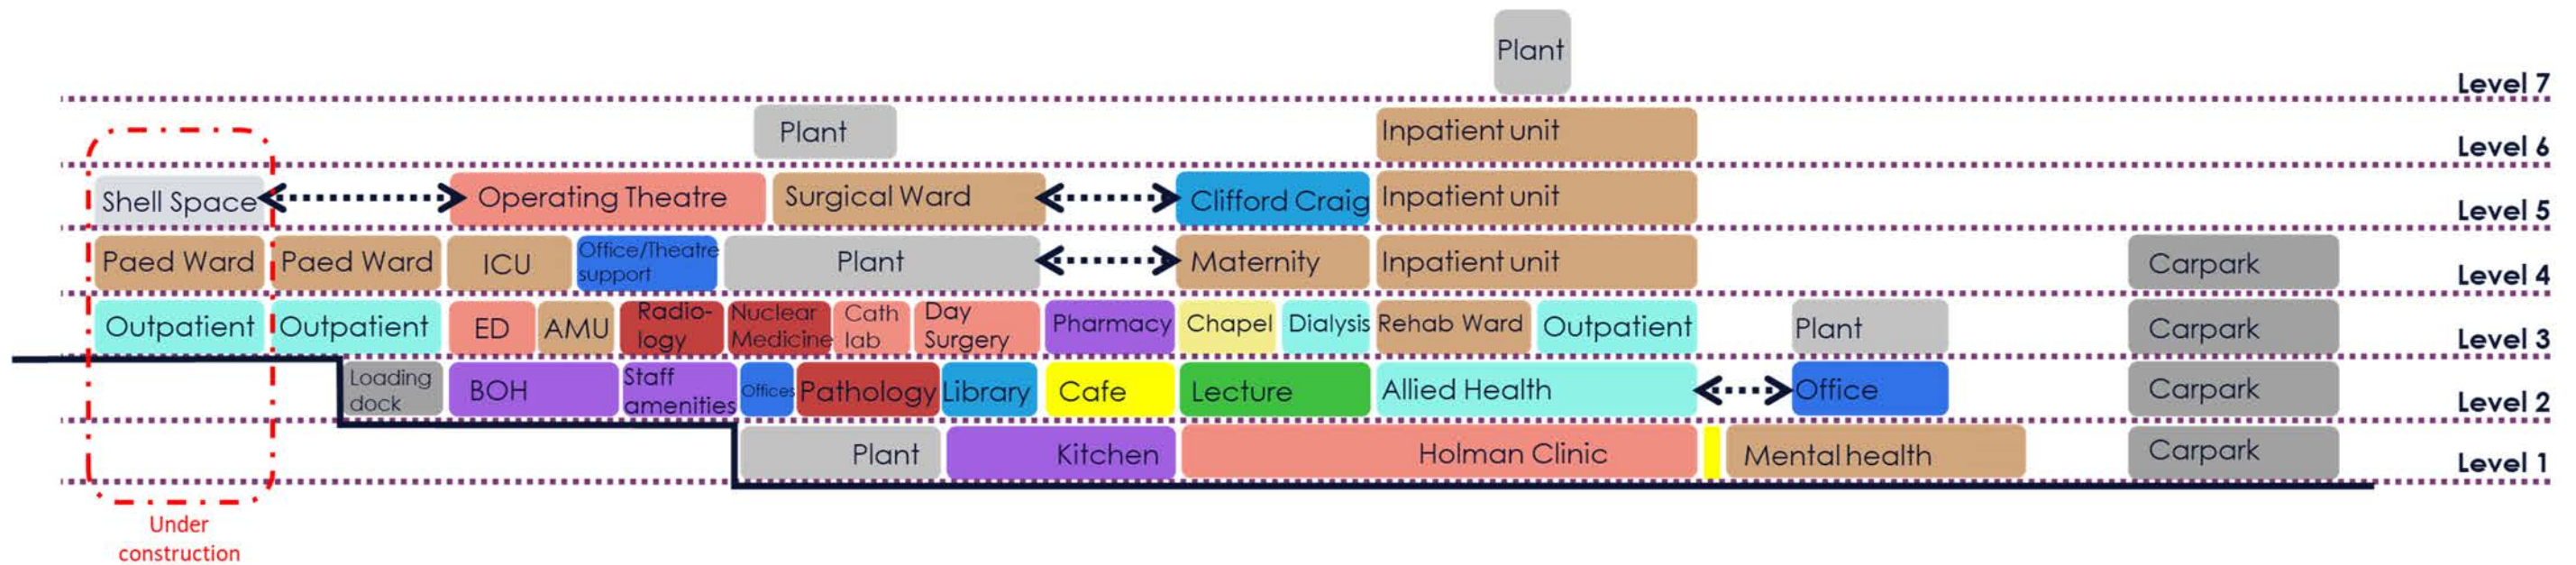 Plant
Level 7
Plant
Inpatient unit
Level 6
Shell Space
Operating Theatre
Surgical Ward
Clifford Craig
Inpatient unit
Level 5
Paed Ward
Paed Ward
ICU
Office/Theatre
support
Plant
Maternity
Inpatient unit
Carpark
Level 4
Outpatient
Outpatient
ED
AMU
Radio-
logy
Nuclear
Medicine
Cath
lab
Day
Surgery
Pharmacy
Chapel
Dialysis
Rehab Ward
Outpatient
Plant
Carpark
Level 3
Loading
dock
BOH
Staff
amenities
Offices
Pathology
Library
Cafe
Lecture
Allied Health
Office
Carpark
Level 2
Plant
Kitchen
Holman Clinic
Mental health
Carpark
Level 1
Under
construction